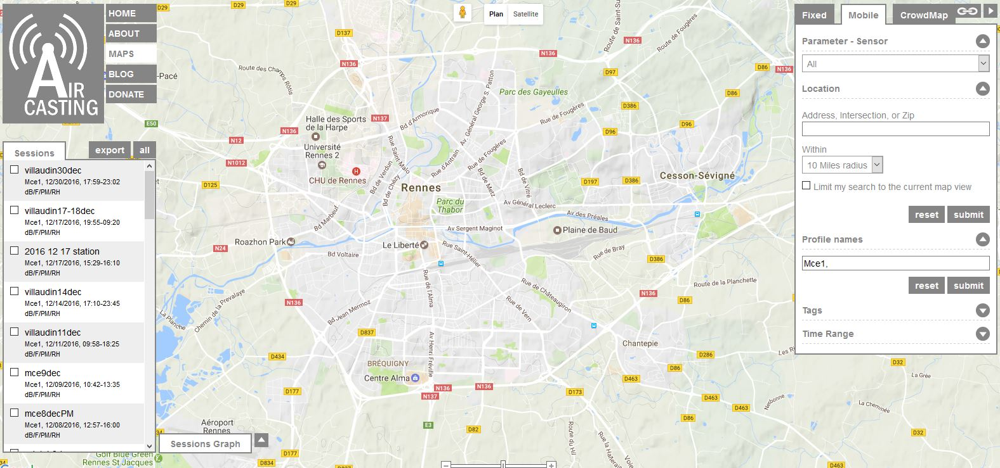 AIR
CASTING
HOME
ABOUT
MAPS
BLOG
DONATE
Sessions
export
all
villaudin30dec
Mce1, 12/30/2016, 17:59-23:02
dB/F/PM/RH
villaudin17-18dec
Mce1, 12/17/2016, 19:55-09:20
dB/F/PM/RH
2016 12 17 station
Mce1, 12/17/2016, 15:29-16:10
dB/F/PM/RH
villaudin14dec
Mce1, 12/14/2016, 17:10-23:45
dB/F/PM/RH
villaudin11dec
Mce1, 12/11/2016, 09:58-18:25
dB/F/PM/RH
mce9dec
Mce1, 12/09/2016, 10:42-13:35
dB/F/PM/RH
mce8decPM
Mce1, 12/08/2016, 12:57-16:00
dB/F/PM/RH
Sessions Graph
Plan
Satellite
D29
D29
D29
D137
N136
N136
N136
N136
Route de Fougères
D97
D86
D86
-Pacé
Route des Champs Rôtis
Parc des Gayeulles
D386
E50
N136
N137
N12
N1012
Halle des Sports
de la Harpe
Université
Rennes 2
CHU de Rennes
Bd d'Armorique
Av. Général George S. Patton
Rue de Fougères
D96
D96
Rue Saint-Malo
Rue d'Antrain
Rue de Fougères
Bd de Verdun
Bd de Chézy
Bd de Metz
Bd de Vitré
Cesson-Sévigné
D125
D197
D386
Rennes
Parc du
Thabor
Av Général Leclerc
Av des Préales
Bd Marbeuf
Av Sergent Maginot
Plaine de Baud
Roazhon Park
Le Liberté
N24
Bd Voltaire
Rue Saint-Hélier
Rue de Bray
D386
Rue de l'Alma
Rue de Châteaugiron
Route de la Planchette
La Planche
Chemin de la Prevalaye
N136
N136
D86
Bd Jean Mermoz
Rue de Vern
D837
Av Henri Fréville
Chantepie
D434
D286
Les Ri
BRÉQUIGNY
Centre Alma
D86
D463
D32
La Grée
D177
N136
N136
N137
D173
D463
D463
Nerbonne
La Cheminée
Aéroport
Rennes
34
E3
D82
D86
D32
Rue du Hil
D177
Golf Blue Green
Rennes St Jacques
D834
D827
D463
Fixed
Mobile
CrowdMap
Parameter - Sensor
All
Location
Address, Intersection, or Zip
Within
10 Miles radius
Limit my search to the current map view
reset
submit
Profile names
Mce1,
reset
submit
Tags
Time Range